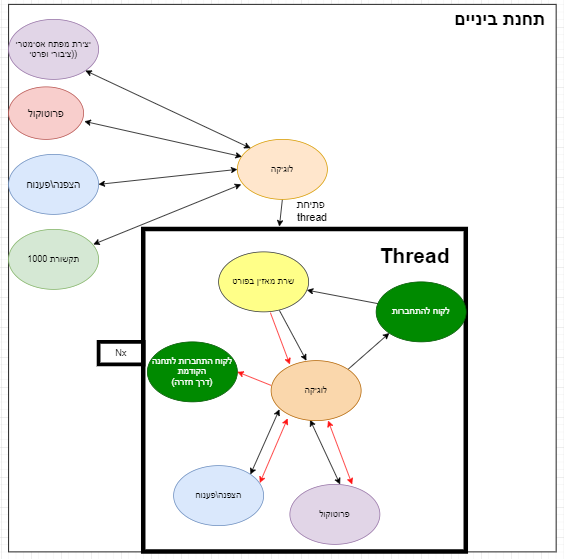 תחנת ביניים
יצירת מפתח אסימטרי
((ציבורי ופרטי
פרוטוקול
הצפנה\פענוח
תקשורת 1000
לוגיקה
פתיחת
thread
Thread
שרת מאזין בפורט
לקוח להתחברות
Nx
לקוח התחברות לתחנה
הקודמת
(דרך חזרה)
לוגיקה
הצפנה\פענוח
פרוטוקול